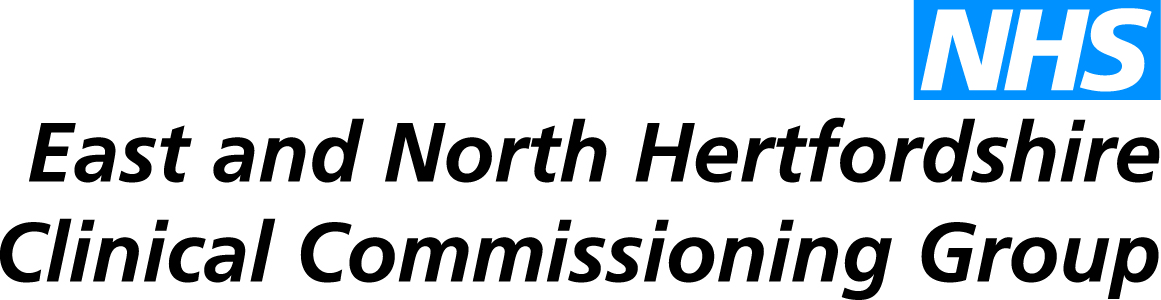 NHS
East and North Hertfordshire
Clinical Commissioning Group